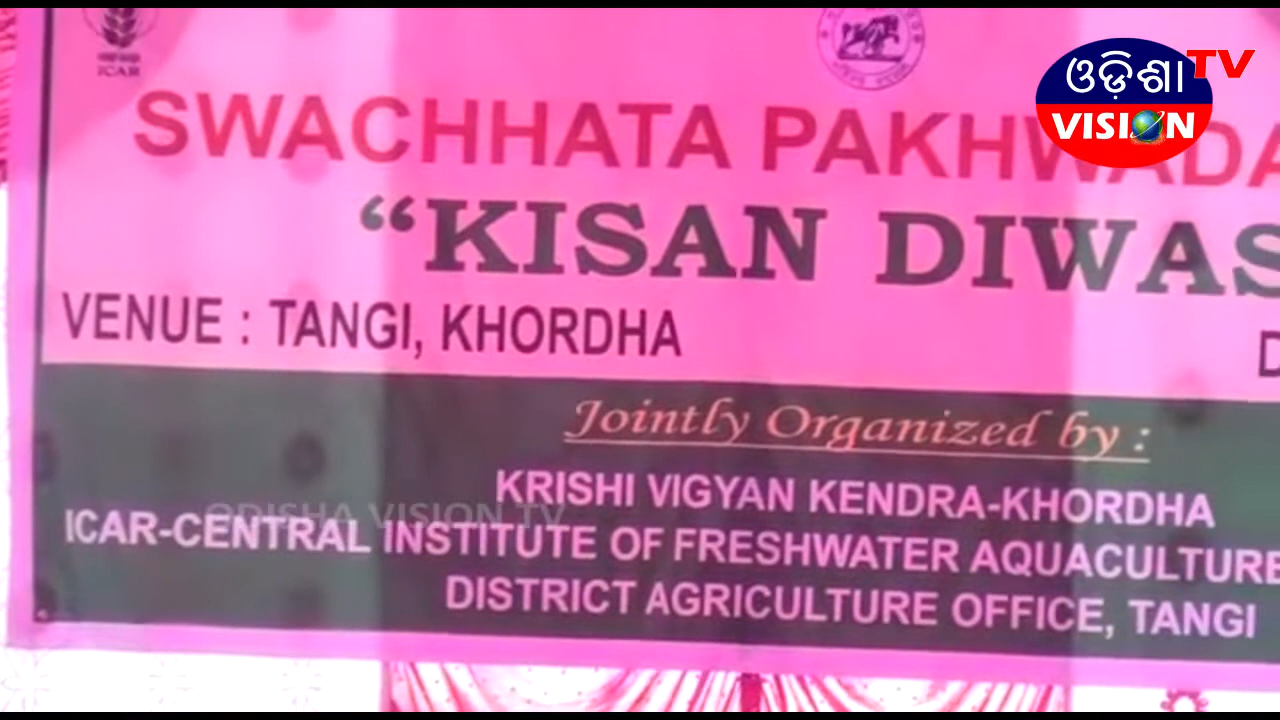 ICAR
ଓଡ଼ିଶା TV
VISION
SWACHHATA PAKHWADA
"KISAN DIWAS
VENUE : TANGI, KHORDHA
D
Jointly Organized by :
KRISHI VIGYAN KENDRA-KHORDHA
ODISHA VISION TV
ICAR-CENTRAL INSTITUTE OF FRESHWATER AQUACULTURE
DISTRICT AGRICULTURE OFFICE, TANGI